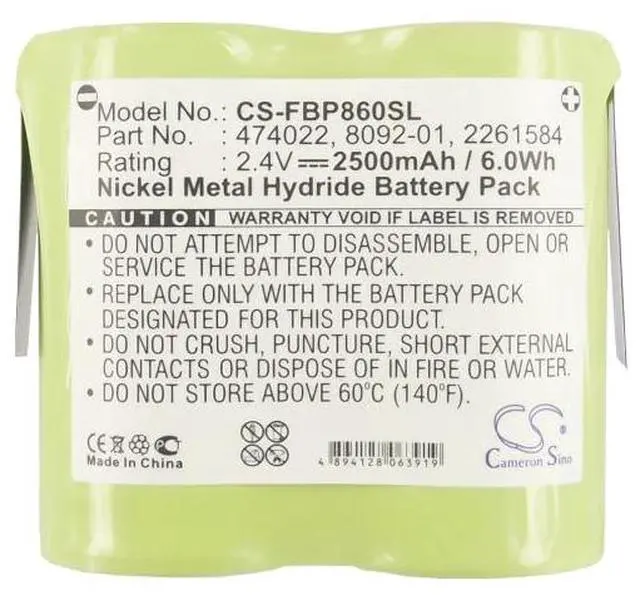 Model No.: CS-FBP860SL
Part No. : 474022, 8092-01, 2261584
Rating : 2.4V 2500mAh / 6.0Wh
Nickel Metal Hydride Battery Pack
CAUTION WARRANTY VOID IF LABEL IS REMOVED
• DO NOT ATTEMPT TO DISASSEMBLE, OPEN OR
SERVICE THE BATTERY PACK.
• REPLACE ONLY WITH THE BATTERY PACK
DESIGNATED FOR THIS PRODUCT.
• DO NOT CRUSH, PUNCTURE, SHORT EXTERNAL
CONTACTS OR DISPOSE OF IN FIRE OR WATER.
• DO NOT STORE ABOVE 60°C (140°F).
CE
Made In China
4 894128 063919
CS
Cameron Sino